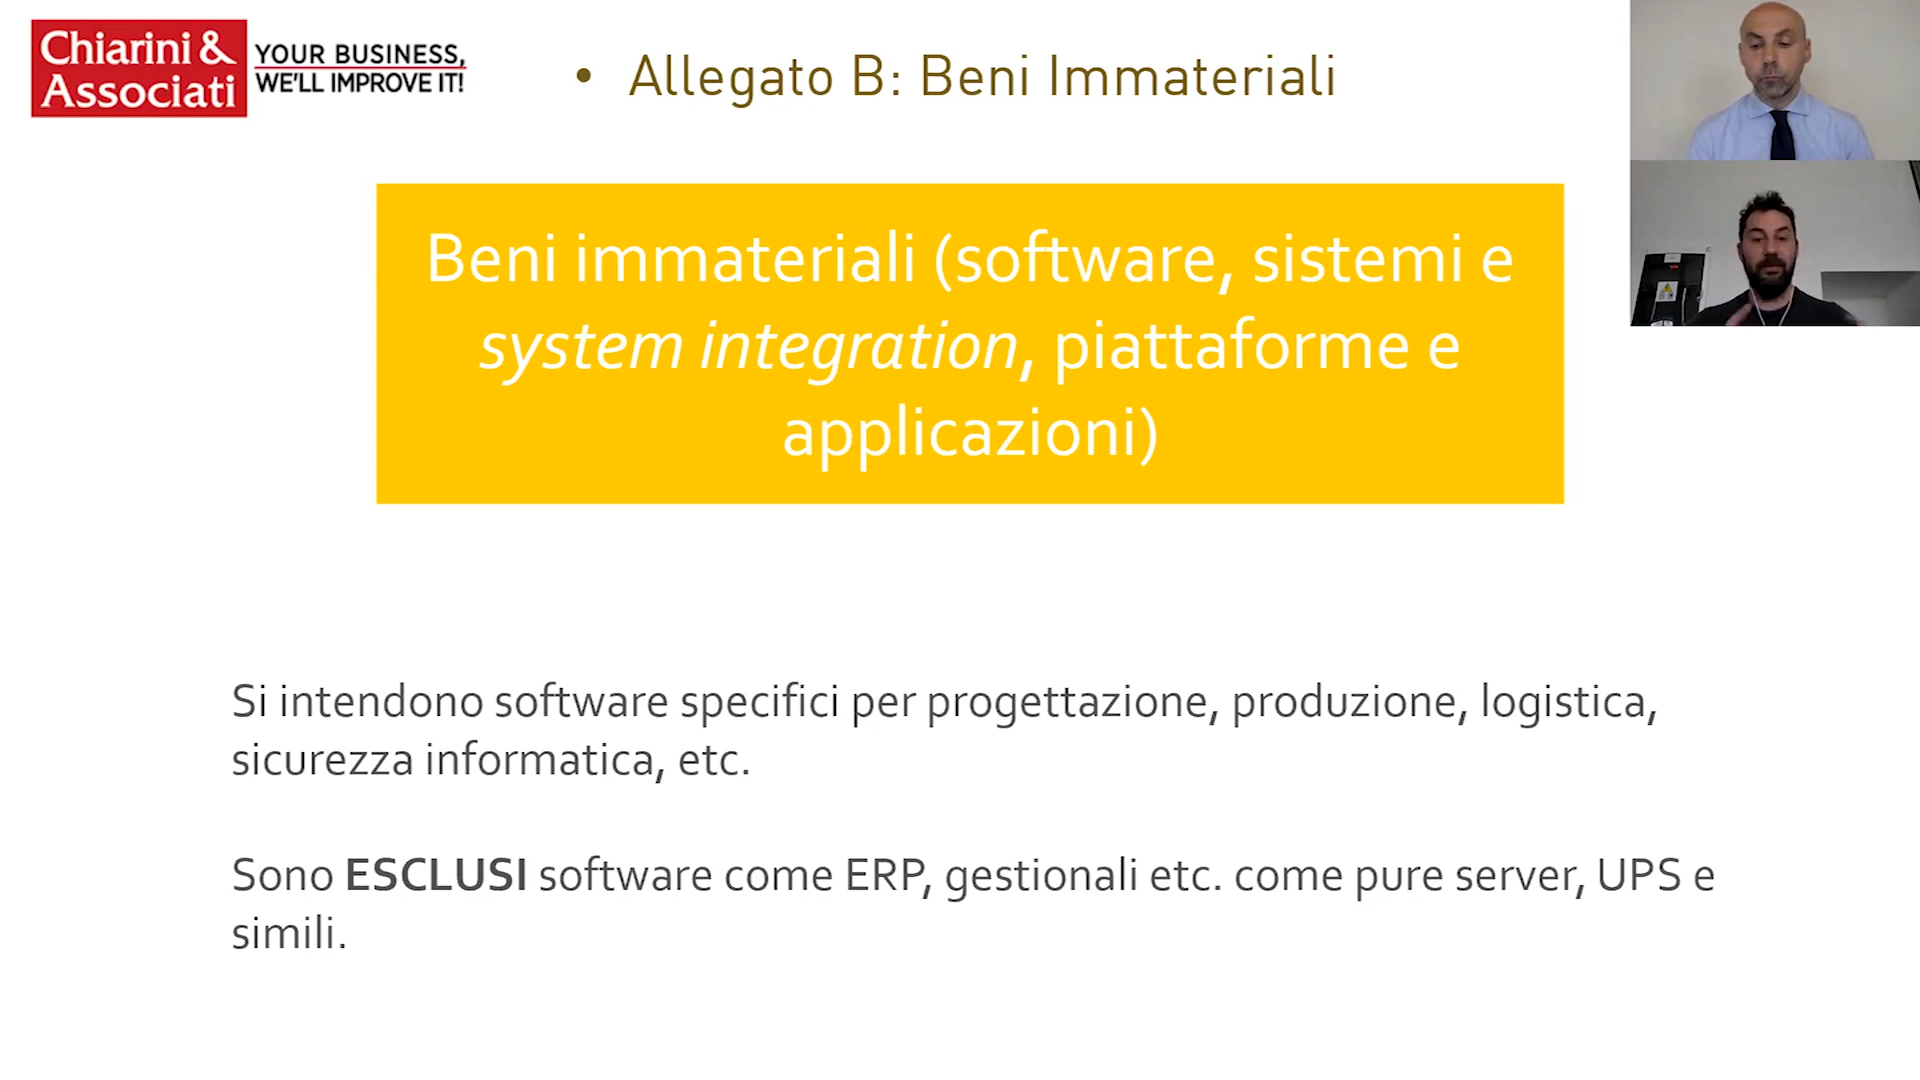 Chiarini &
Associati
YOUR BUSINESS,
WE'LL IMPROVE IT!
• Allegato B: Beni Immateriali
Beni immateriali (software, sistemi e
system integration, piattaforme e
applicazioni)
Si intendono software specifici per progettazione, produzione, logistica,
sicurezza informatica, etc.
Sono ESCLUSI software come ERP, gestionali etc. come pure server, UPS e
simili.